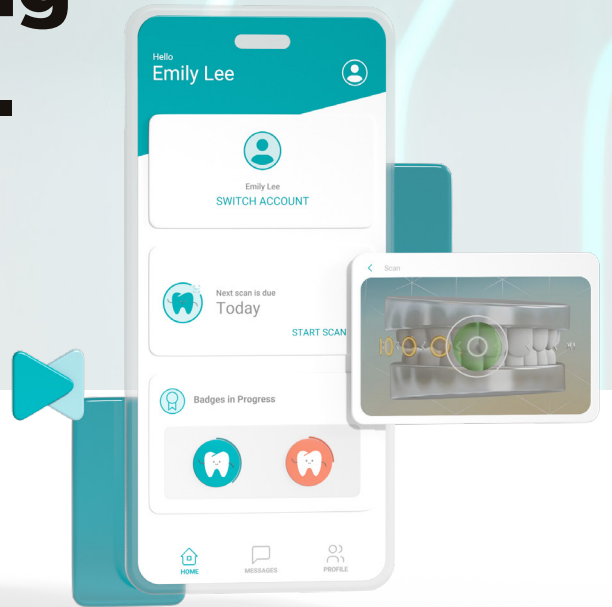 ng
Hello
Emily Lee
Emily Lee
SWITCH ACCOUNT
Next scan is due
Today
START SCAN
Badges in Progress
HOME
MESSAGES
PROFILE
Scan